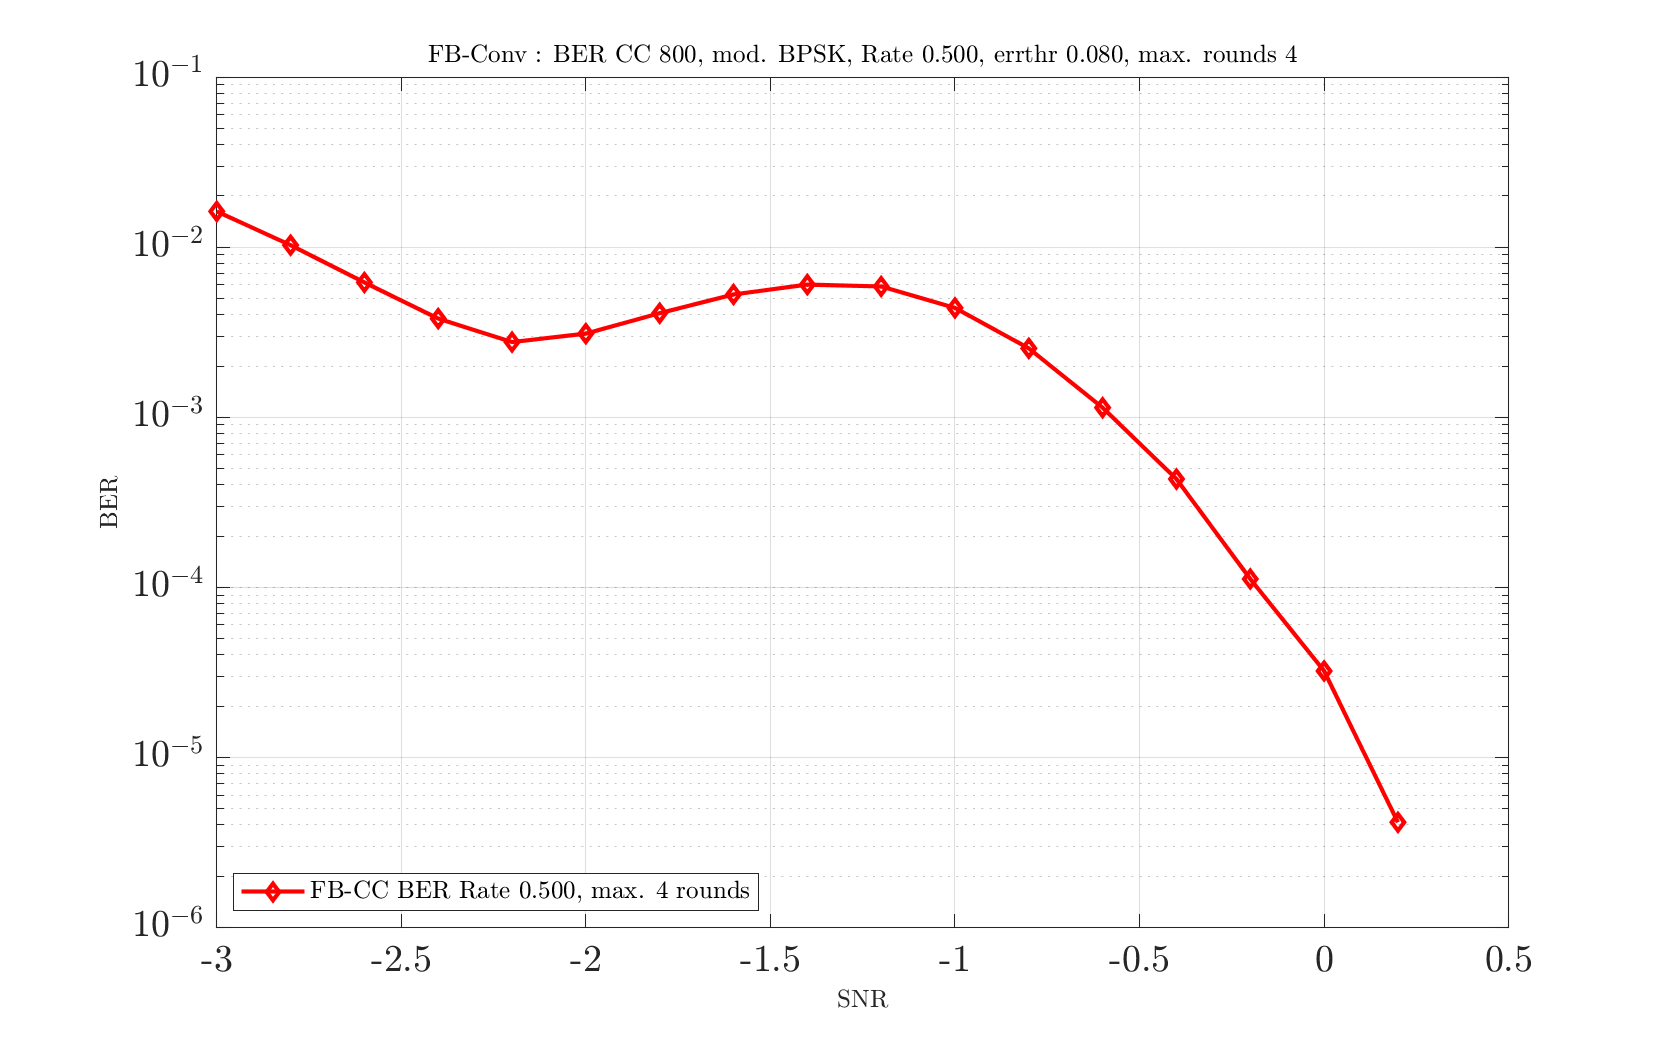 FB-Conv : BER CC 800, mod. BPSK, Rate 0.500, errthr 0.080, max. rounds 4
10^{-1}
10^{-2}
10^{-3}
10^{-4}
10^{-5}
10^{-6}
BER
FB-CC BER Rate 0.500, max. 4 rounds
-3 -2.5 -2 -1.5 -1 -0.5 0 0.5
SNR